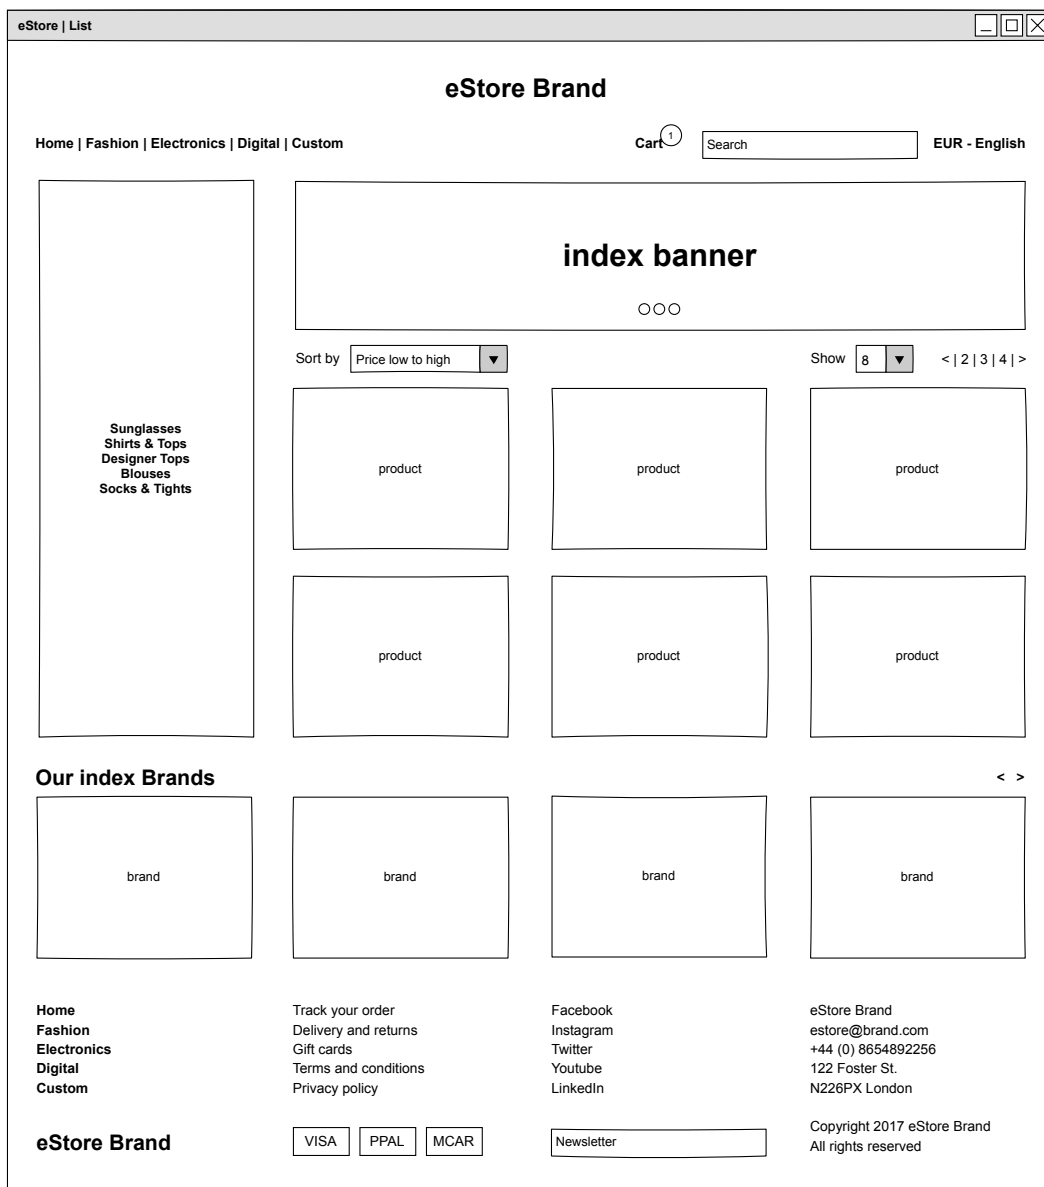 eStore | List
eStore Brand
Home | Fashion | Electronics | Digital | Custom
Cart 1
Search
EUR - English
index banner
Sort by Price low to high
Show 8
< | 2 | 3 | 4 | >
Sunglasses
Shirts & Tops
Designer Tops
Blouses
Socks & Tights
product
product
product
product
product
product
Our index Brands
< >
brand
brand
brand
brand
Home
Fashion
Electronics
Digital
Custom
Track your order
Delivery and returns
Gift cards
Terms and conditions
Privacy policy
Facebook
Instagram
Twitter
Youtube
LinkedIn
eStore Brand
estore@brand.com
+44 (0) 8654892256
122 Foster St.
N226PX London
eStore Brand
VISA
PPAL
MCAR
Newsletter
Copyright 2017 eStore Brand
All rights reserved